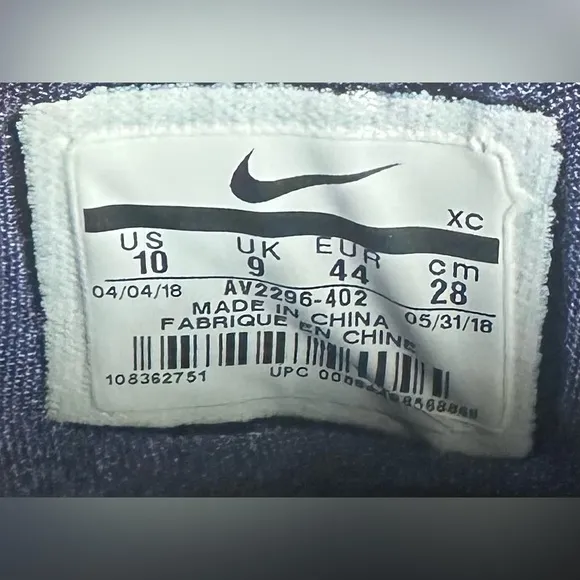 XC
US UK EUR cm
10 9 44 28
04/04/18 AV2296-402 05/31/18
MADE IN CHINA
FABRIQUE EN CHINE
108362751 UPC